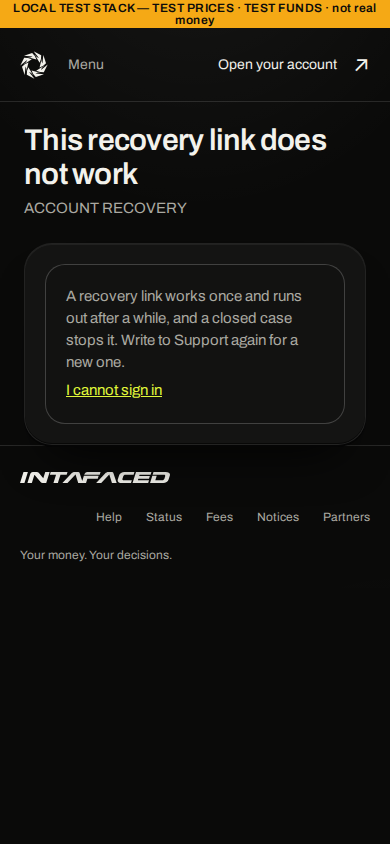 LOCAL TEST STACK — TEST PRICES · TEST FUNDS · not real
money
Menu
Open your account
This recovery link does
not work
ACCOUNT RECOVERY
A recovery link works once and runs
out after a while, and a closed case
stops it. Write to Support again for a
new one.
I cannot sign in
INTAFACED
Help Status Fees Notices Partners
Your money. Your decisions.